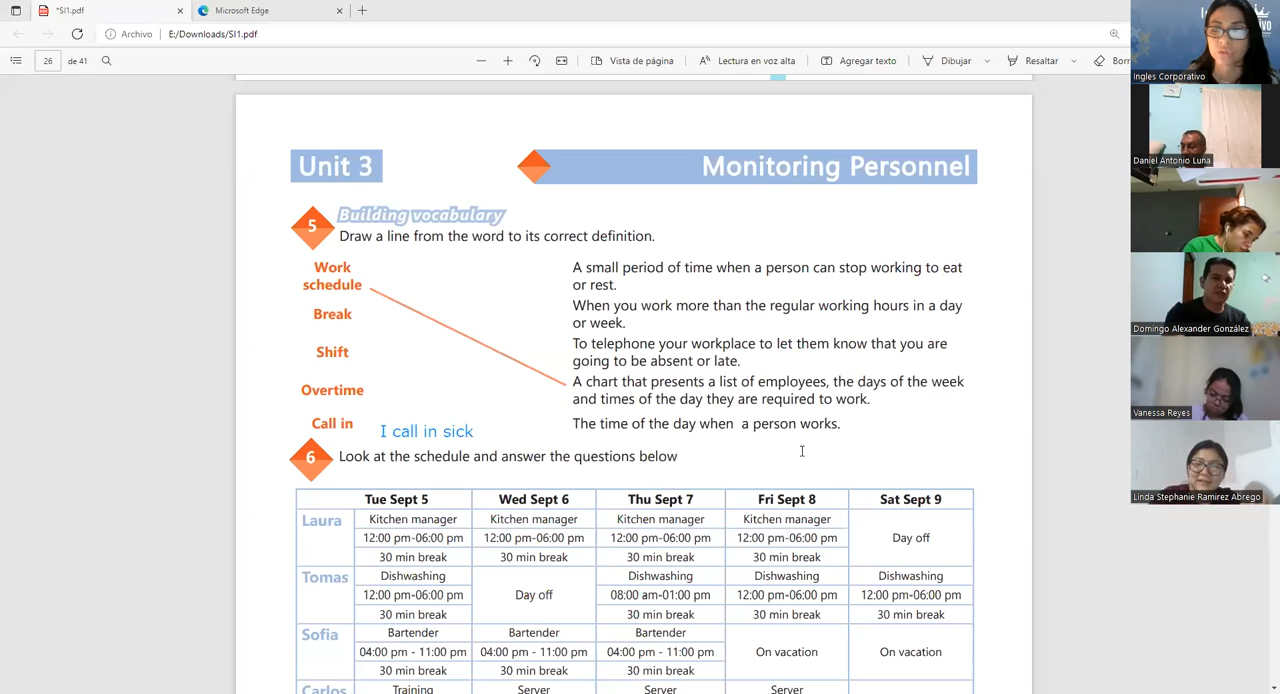 *SI1.pdf
Microsoft Edge
Archivo
E:/Downloads/SI1.pdf
26
de 41
Vista de página
Lectura en voz alta
Agregar texto
Dibujar
Resaltar
Borr
Unit 3
Monitoring Personnel
5
Building vocabulary
Draw a line from the word to its correct definition.
Work
schedule
Break
Shift
Overtime
Call in
A small period of time when a person can stop working to eat
or rest.
When you work more than the regular working hours in a day
or week.
To telephone your workplace to let them know that you are
going to be absent or late.
A chart that presents a list of employees, the days of the week
and times of the day they are required to work.
The time of the day when a person works.
I call in sick
6
Look at the schedule and answer the questions below
Tue Sept 5 Wed Sept 6 Thu Sept 7 Fri Sept 8 Sat Sept 9
Laura
Kitchen manager Kitchen manager Kitchen manager Kitchen manager
12:00 pm-06:00 pm 12:00 pm-06:00 pm 12:00 pm-06:00 pm 12:00 pm-06:00 pm Day off
30 min break 30 min break 30 min break 30 min break
Tomas
Dishwashing Dishwashing Dishwashing Dishwashing
12:00 pm-06:00 pm Day off 08:00 am-01:00 pm 12:00 pm-06:00 pm 12:00 pm-06:00 pm
30 min break 30 min break 30 min break 30 min break
Sofia
Bartender Bartender Bartender
04:00 pm - 11:00 pm 04:00 pm - 11:00 pm 04:00 pm - 11:00 pm On vacation On vacation
30 min break 30 min break 30 min break
Carlos
Training Server Server Server
Ingles Corporativo
Daniel Antonio Luna
Domingo Alexander González
Vanessa Reyes
Linda Stephanie Ramirez Abrego